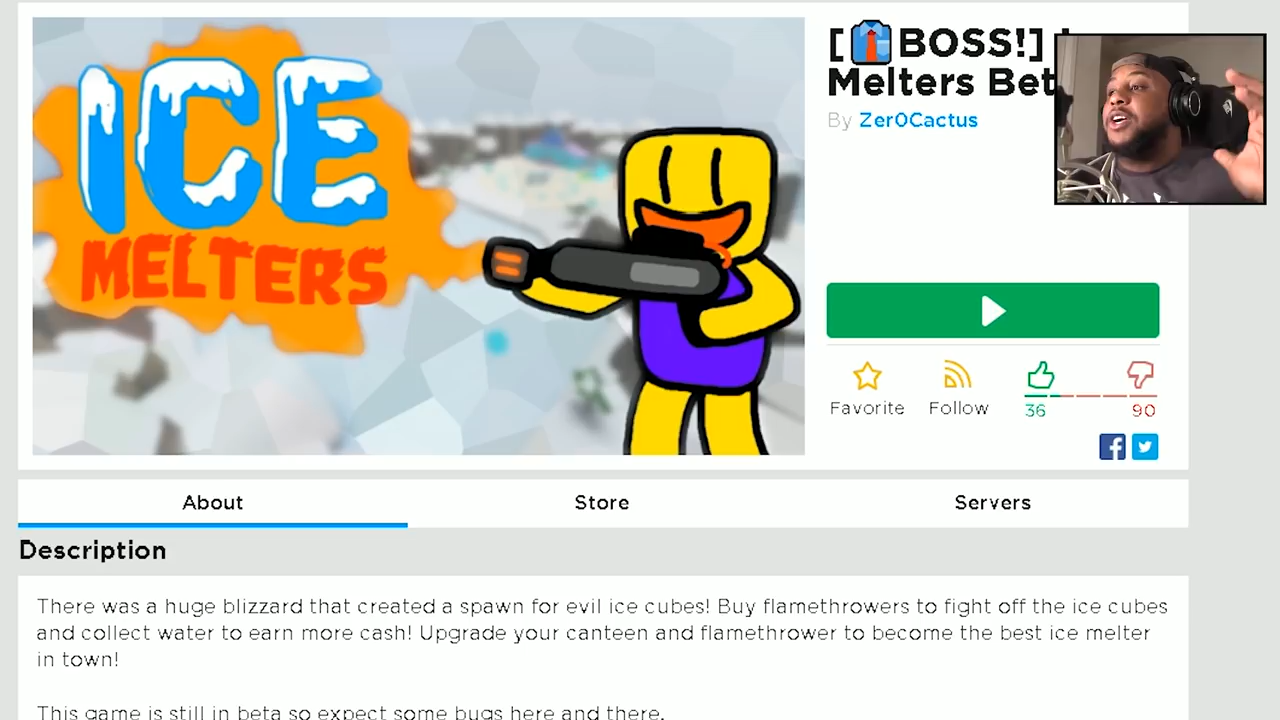 ICE
MELTERS
[👔BOSS!]
Melters Bet
By Zer0Cactus
Favorite
Follow
36
90
About
Store
Servers
Description
There was a huge blizzard that created a spawn for evil ice cubes! Buy flamethrowers to fight off the ice cubes
and collect water to earn more cash! Upgrade your canteen and flamethrower to become the best ice melter
in town!
This game is still in beta so expect some bugs here and there.